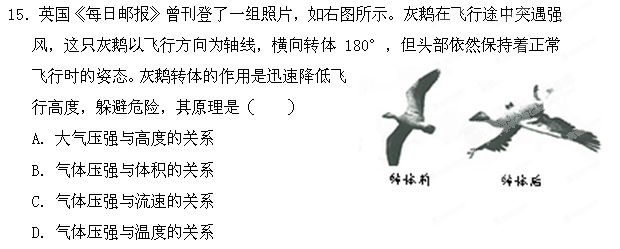 15. 英国《每日邮报》曾刊登了一组照片，如右图所示。灰鹅在飞行途中突遇强
风，这只灰鹅以飞行方向为轴线，横向转体 180°，但头部依然保持着正常
飞行时的姿态。灰鹅转体的作用是迅速降低飞
行高度，躲避危险，其原理是（　　）
A. 大气压强与高度的关系
B. 气体压强与体积的关系
C. 气体压强与流速的关系
D. 气体压强与温度的关系
转体前 转体后